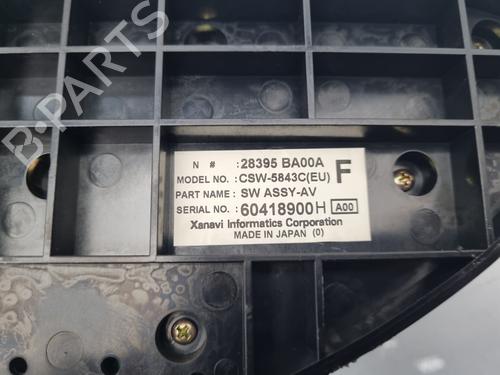 B-PARTS
N # : 28395 BA00A
MODEL NO. : CSW-5843C(EU) F
PART NAME : SW ASSY-AV
SERIAL NO. : 60418900H A00
Xanavi Informatics Corporation
MADE IN JAPAN (0)